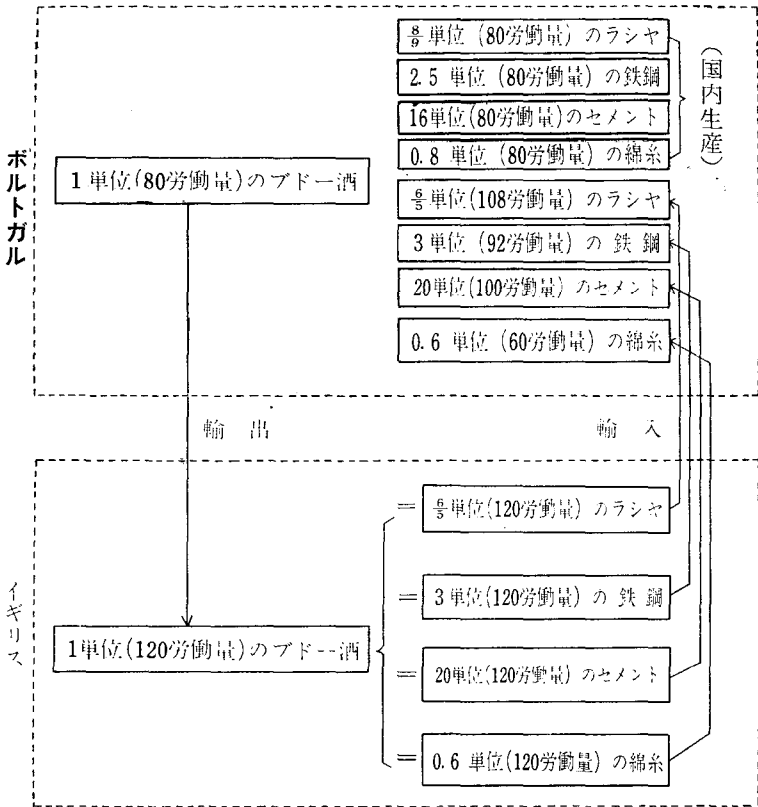 8/9単位 (80労働量) のラシャ
2.5 単位 (80労働量) の鉄鋼
16単位(80労働量)のセメント
0.8 単位 (80労働量) の綿糸
(国内生産)
ポルトガル
1単位(80労働量)のブドー酒
6/5単位(108労働量) のラシャ
3 単位 (92労働量) の 鉄 鋼
20単位(100労働量) のセメント
0.6 単位 (60労働量) の綿糸
輸 出
輸 入
イギリス
1単位(120労働量)のブドー酒
= 6/5単位(120労働量) のラシャ
= 3単位(120労働量) の 鉄 鋼
= 20単位(120労働量) のセメント
= 0.6 単位(120労働量) の綿糸